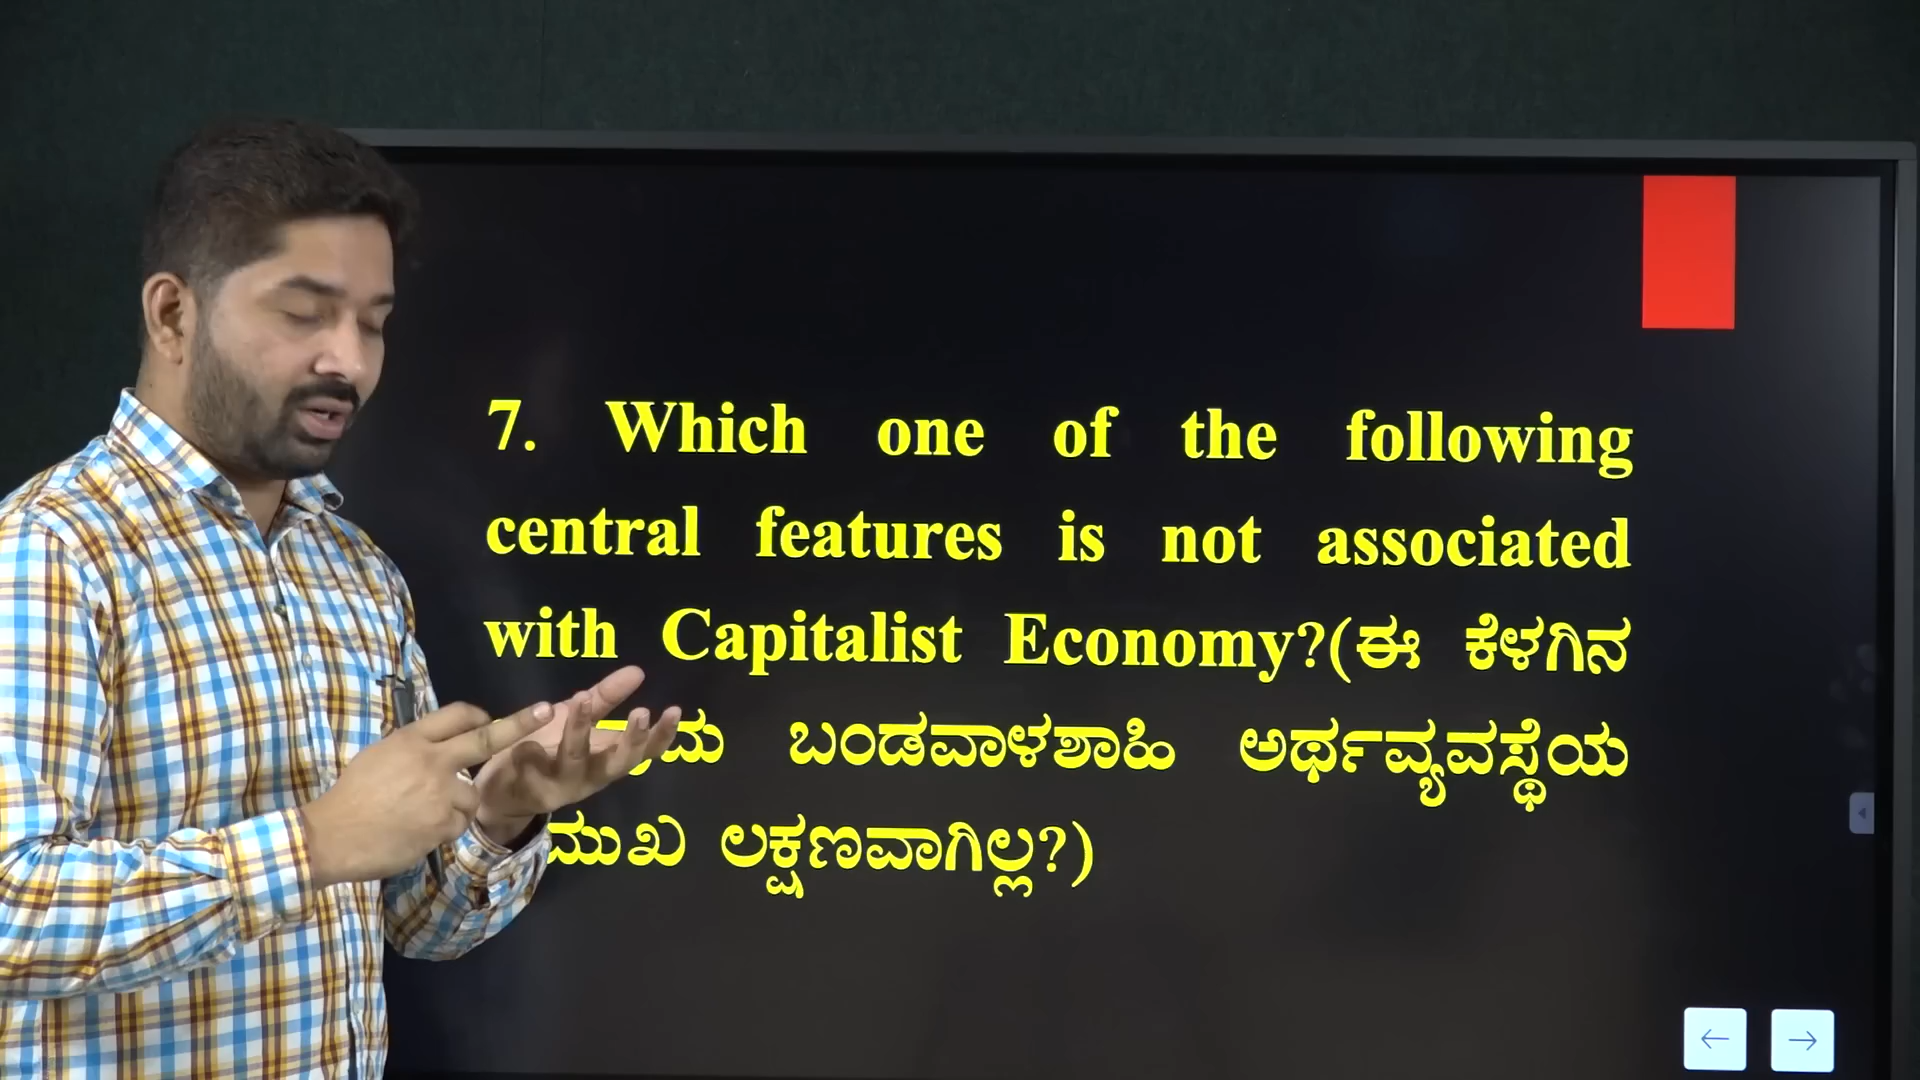 7. Which one of the following
central features is not associated
with Capitalist Economy?(ಈ ಕೆಳಗಿನ
ಬಂಡವಾಳಶಾಹಿ ಅರ್ಥವ್ಯವಸ್ಥೆಯ
ಲಕ್ಷಣವಾಗಿಲ್ಲ?)